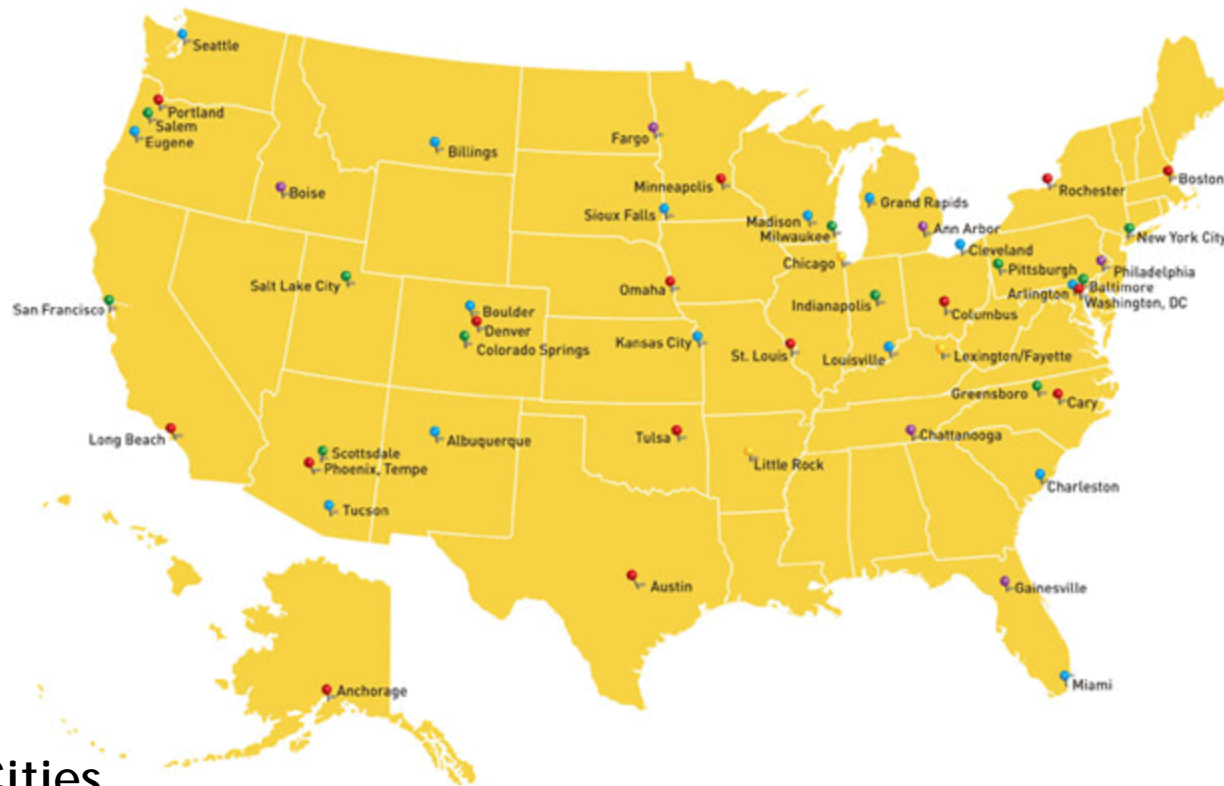 Seattle
Portland
Salem
Eugene
Billings
Fargo
Boise
Minneapolis
Sioux Falls
Madison
Milwaukee
Grand Rapids
Ann Arbor
Rochester
Boston
New York City
Cleveland
Chicago
Pittsburgh
Philadelphia
Salt Lake City
Omaha
Baltimore
Arlington
Washington, DC
Indianapolis
San Francisco
Boulder
Denver
Colorado Springs
Columbus
Kansas City
St. Louis
Louisville
Lexington/Fayette
Greensboro
Cary
Long Beach
Albuquerque
Tulsa
Chattanooga
Scottsdale
Phoenix, Tempe
Little Rock
Charleston
Tucson
Austin
Gainesville
Miami
Anchorage
Cities